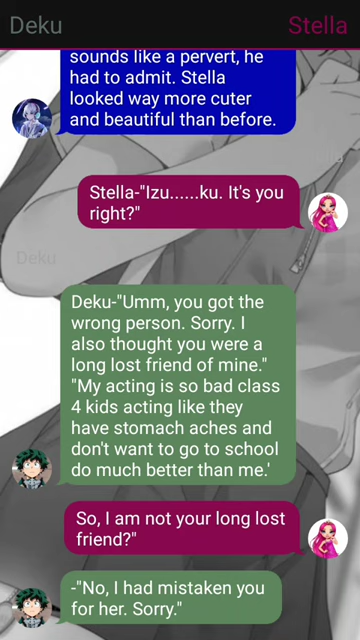 Deku
Stella
sounds like a pervert, he
had to admit. Stella
looked way more cuter
and beautiful than before.
Stella-"Izu......ku. It's you
right?"
Deku
Deku-"Umm, you got the
wrong person. Sorry. I
also thought you were a
long lost friend of mine."
"My acting is so bad class
4 kids acting like they
have stomach aches and
don't want to go to school
do much better than me.'
So, I am not your long lost
friend?"
-"No, I had mistaken you
for her. Sorry."